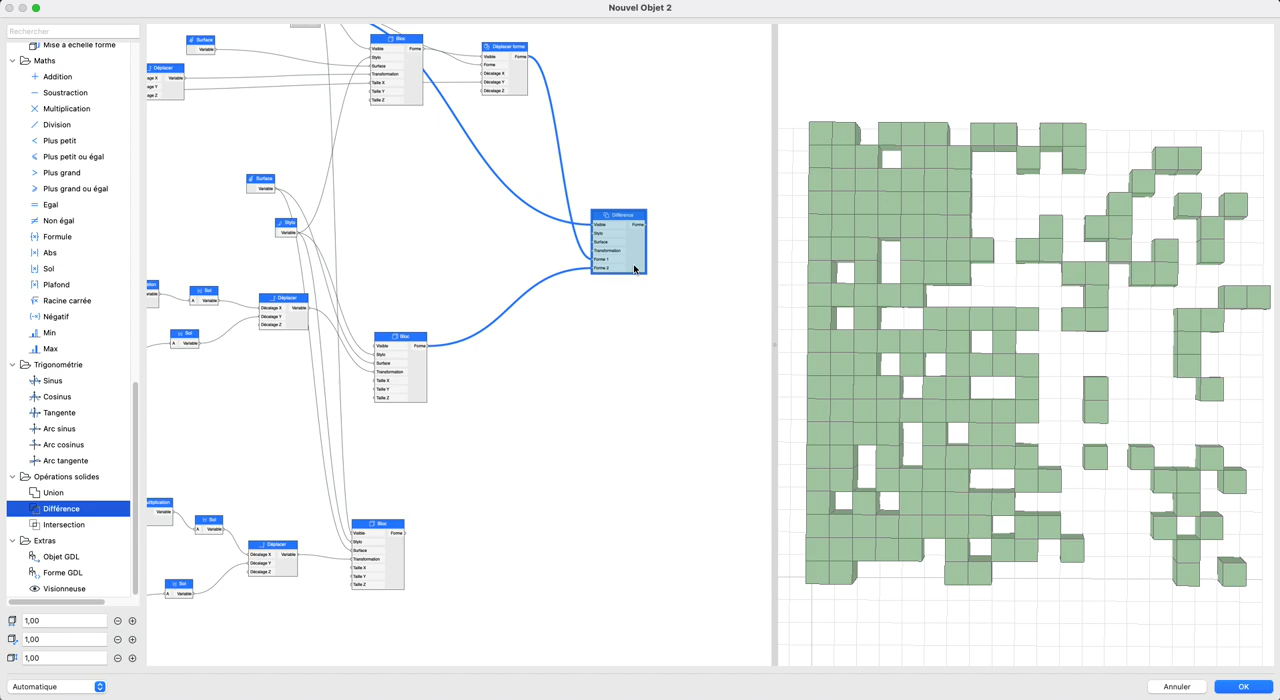 Nouvel Objet 2
Rechercher
Mise à échelle forme
Maths
Addition
Soustraction
Multiplication
Division
Plus petit
Plus petit ou égal
Plus grand
Plus grand ou égal
Egal
Non égal
Formule
Abs
Sol
Plafond
Racine carrée
Négatif
Min
Max
Trigonométrie
Sinus
Cosinus
Tangente
Arc sinus
Arc cosinus
Arc tangente
Opérations solides
Union
Différence
Intersection
Extras
Objet GDL
Forme GDL
Visionneuse
1,00
1,00
1,00
Automatique
Surface
Variable
Déplacer
Variable
Bloc
Visible Forme
Style
Surface
Transformation
Taille X
Taille Y
Taille Z
Déplacer forme
Visible Forme
Forme
Décalage X
Décalage Y
Décalage Z
Surface
Variable
Style
Variable
Différence
Visible Forme
Style
Surface
Transformation
Forme 1
Forme 2
Sol
A Variable
Déplacer
Décalage X Variable
Décalage Y
Décalage Z
Sol
A Variable
Bloc
Visible Forme
Style
Surface
Transformation
Taille X
Taille Y
Taille Z
Variable
Sol
A Variable
Déplacer
Décalage X Variable
Décalage Y
Décalage Z
Sol
A Variable
Bloc
Visible Forme
Style
Surface
Transformation
Taille X
Taille Y
Taille Z
Annuler
OK